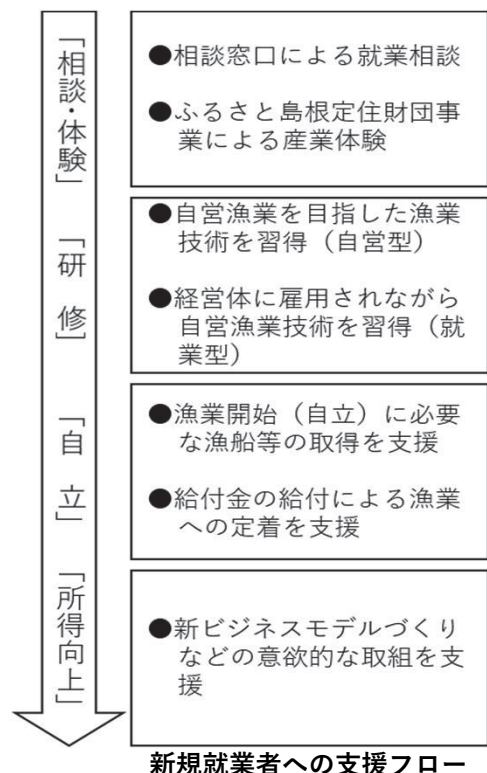 「相談・体験」
●相談窓口による就業相談
●ふるさと島根定住財団事
業による産業体験
「研 修」
●自営漁業を目指した漁業
技術を習得（自営型）
●経営体に雇用されながら
自営漁業技術を習得（就
業型）
「自 立」
●漁業開始（自立）に必要
な漁船等の取得を支援
●給付金の給付による漁業
への定着を支援
「所得向上」
●新ビジネスモデルづくり
などの意欲的な取組を支
援
新規就業者への支援フロー